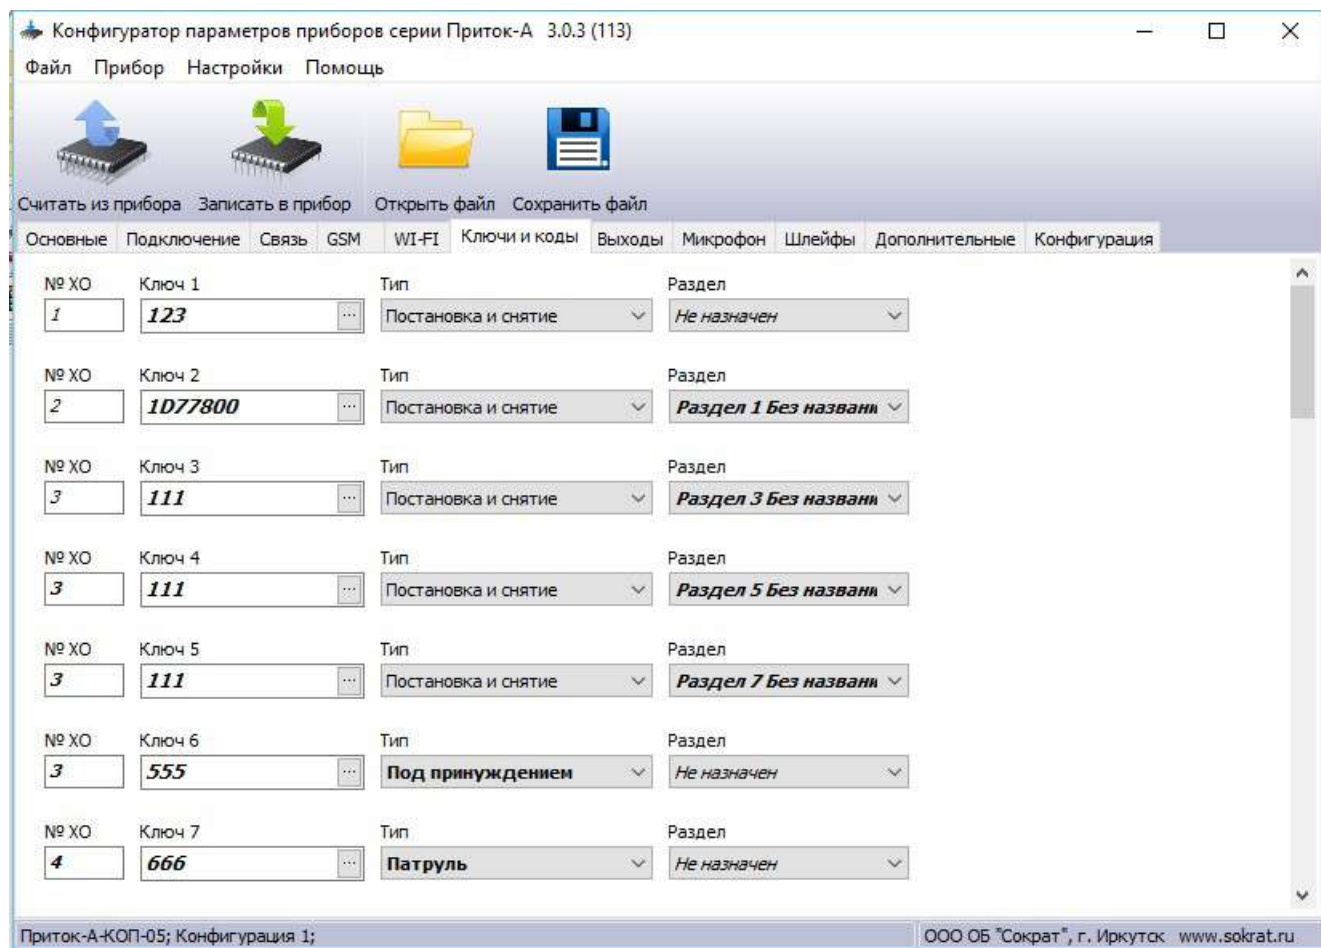 Конфигуратор параметров приборов серии Приток-А 3.0.3 (113)
Файл Прибор Настройки Помощь
Считать из прибора Записать в прибор Открыть файл Сохранить файл
Основные Подключение Связь GSM WI-FI Ключи и коды Выходы Микрофон Шлейфы Дополнительные Конфигурация
№ ХО Ключ 1 Тип Раздел
1 123 ... Постановка и снятие Не назначен
№ ХО Ключ 2 Тип Раздел
2 1D77800 ... Постановка и снятие Раздел 1 Без названи
№ ХО Ключ 3 Тип Раздел
3 111 ... Постановка и снятие Раздел 3 Без названи
№ ХО Ключ 4 Тип Раздел
3 111 ... Постановка и снятие Раздел 5 Без названи
№ ХО Ключ 5 Тип Раздел
3 111 ... Постановка и снятие Раздел 7 Без названи
№ ХО Ключ 6 Тип Раздел
3 555 ... Под принуждением Не назначен
№ ХО Ключ 7 Тип Раздел
4 666 ... Патруль Не назначен
Приток-А-КОП-05; Конфигурация 1; ООО ОБ "Сократ", г. Иркутск www.sokrat.ru